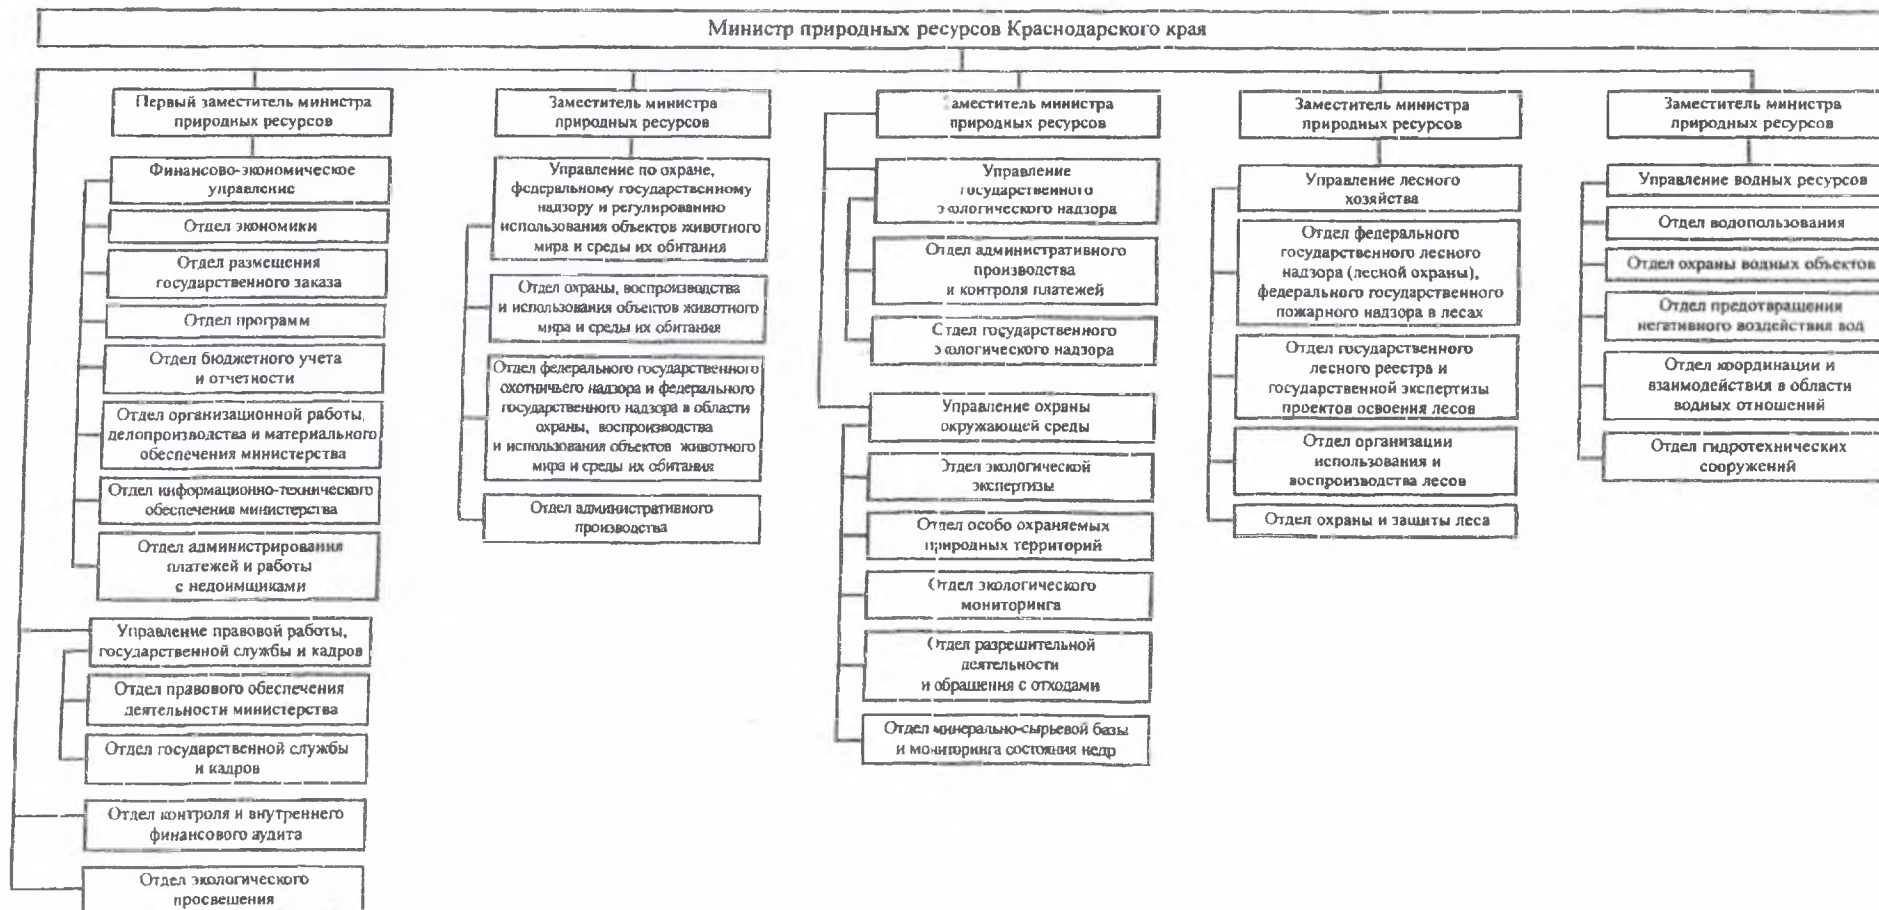 Министр природных ресурсов Краснодарского края
Первый заместитель министра
природных ресурсов
Финансово-экономическое
управление
Отдел экономики
Отдел размещения
государственного заказа
Отдел программ
Отдел бюджетного учета
и отчетности
Отдел организационной работы,
делопроизводства и материального
обеспечения министерства
Отдел информационно-технического
обеспечения министерства
Отдел администрирования
платежей и работы
с недоимщиками
Управление правовой работы,
государственной службы и кадров
Отдел правового обеспечения
деятельности министерства
Отдел государственной службы
и кадров
Отдел контроля и внутреннего
финансового аудита
Отдел экологического
просвещения
Заместитель министра
природных ресурсов
Управление по охране,
федеральному государственному
надзору и регулированию
использования объектов животного
мира и среды их обитания
Отдел охраны, воспроизводства
и использования объектов животного
мира и среды их обитания
Отдел федерального государственного
охотничьего надзора и федерального
государственного надзора в области
охраны, воспроизводства
и использования объектов животного
мира и среды их обитания
Отдел административного
производства
Заместитель министра
природных ресурсов
Управление
государственного
экологического надзора
Отдел административного
производства
и контроля платежей
Отдел государственного
экологического надзора
Управление охраны
окружающей среды
Отдел экологической
экспертизы
Отдел особо охраняемых
природных территорий
Отдел экологического
мониторинга
Отдел разрешительной
деятельности
и обращения с отходами
Отдел минерально-сырьевой базы
и мониторинга состояния недр
Заместитель министра
природных ресурсов
Управление лесного
хозяйства
Отдел федерального
государственного лесного
надзора (лесной охраны),
федерального государственного
пожарного надзора в лесах
Отдел государственного
лесного реестра и
государственной экспертизы
проектов освоения лесов
Отдел организации
использования и
воспроизводства лесов
Отдел охраны и защиты леса
Заместитель министра
природных ресурсов
Управление водных ресурсов
Отдел водопользования
Отдел охраны водных объектов
Отдел предотвращения
негативного воздействия вод
Отдел координации и
взаимодействия в области
водных отношений
Отдел гидротехнических
сооружений